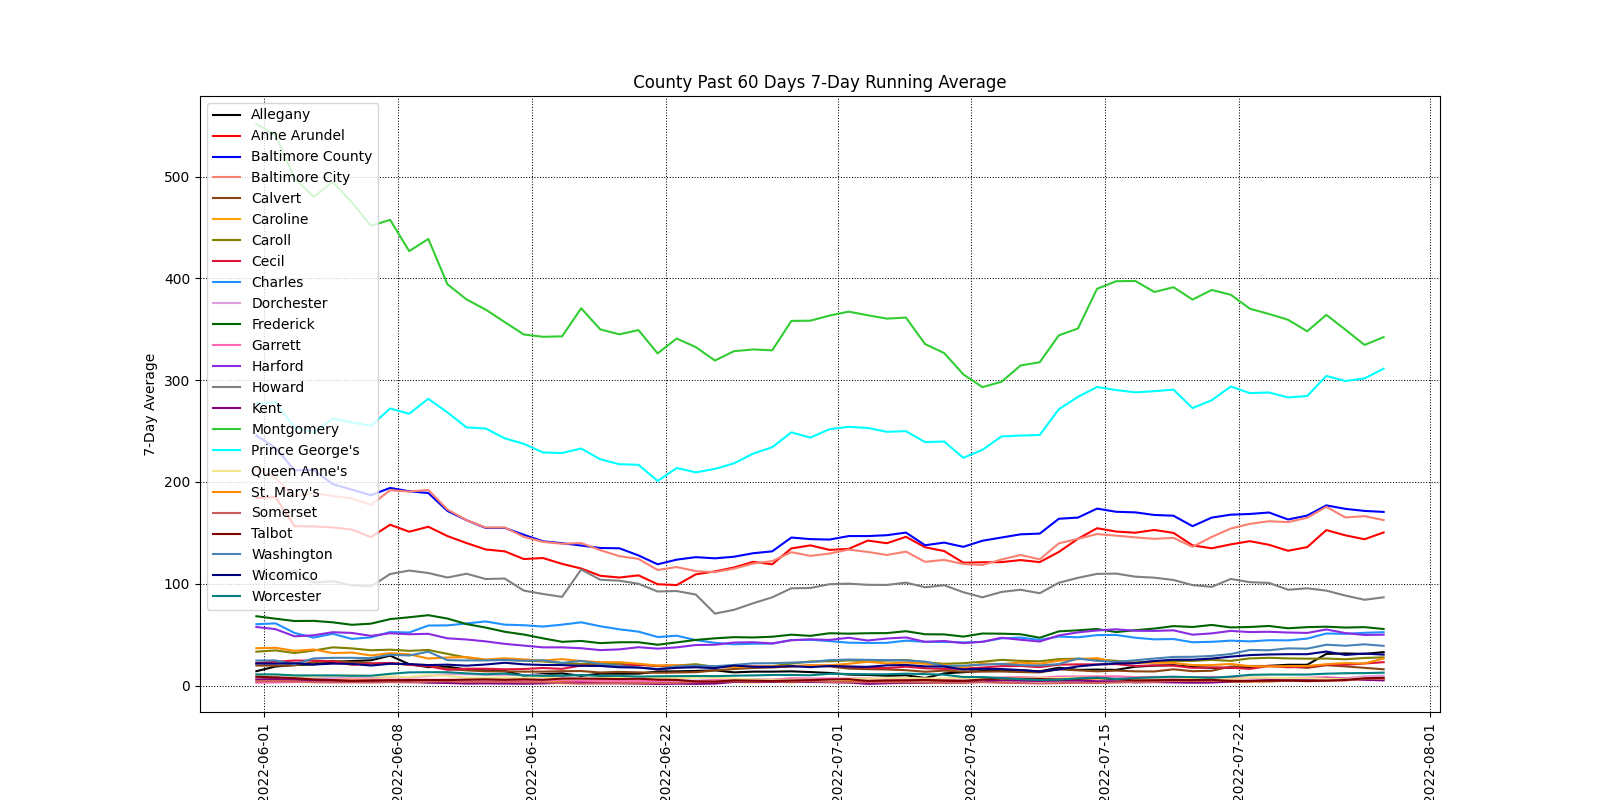 County Past 60 Days 7-Day Running Average
Allegany
Anne Arundel
Baltimore County
Baltimore City
Calvert
Caroline
Caroll
Cecil
Charles
Dorchester
Frederick
Garrett
Harford
Howard
Kent
Montgomery
Prince George's
Queen Anne's
St. Mary's
Somerset
Talbot
Washington
Wicomico
Worcester
7-Day Average
500
400
300
200
100
0
2022-06-01
2022-06-08
2022-06-15
2022-06-22
2022-07-01
2022-07-08
2022-07-15
2022-07-22
2022-08-01